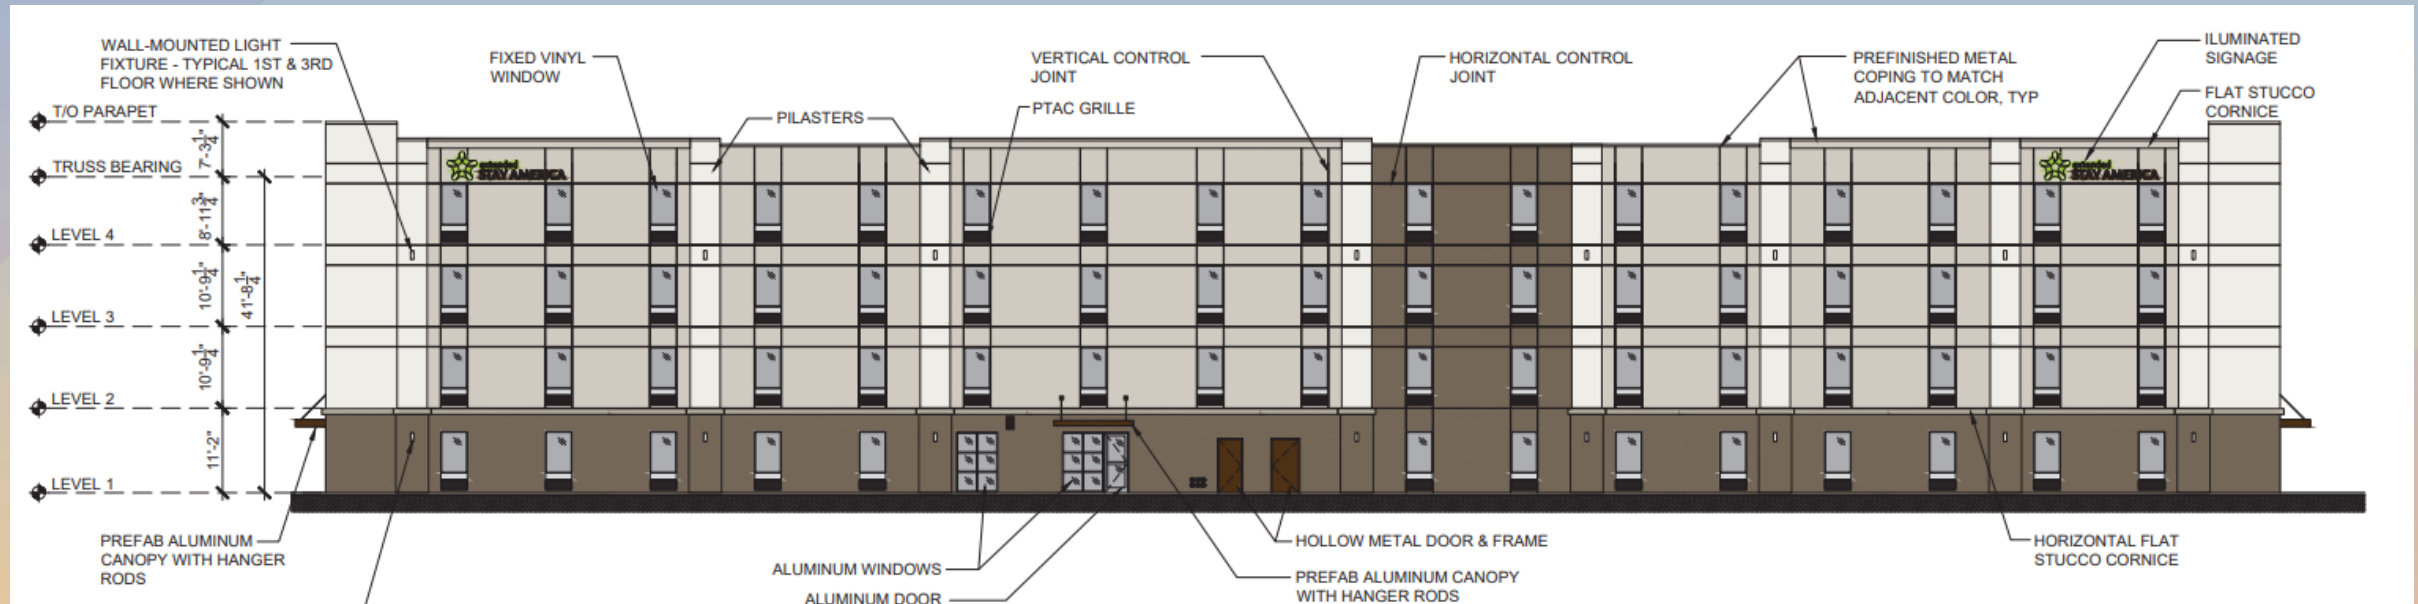 WALL-MOUNTED LIGHT
FIXTURE - TYPICAL 1ST & 3RD
FLOOR WHERE SHOWN
FIXED VINYL
WINDOW
PILASTERS
VERTICAL CONTROL
JOINT
PTAC GRILLE
HORIZONTAL CONTROL
JOINT
PREFINISHED METAL
COPING TO MATCH
ADJACENT COLOR, TYP
ILUMINATED
SIGNAGE
FLAT STUCCO
CORNICE
T/O PARAPET
7'-3 1/4"
TRUSS BEARING
8'-11 3/4"
LEVEL 4
10'-9 1/4"
41'-8 1/4"
LEVEL 3
10'-9 1/4"
LEVEL 2
11'-2"
LEVEL 1
extended
STAY AMERICA
extended
STAY AMERICA
PREFAB ALUMINUM
CANOPY WITH HANGER
RODS
ALUMINUM WINDOWS
ALUMINUM DOOR
HOLLOW METAL DOOR & FRAME
PREFAB ALUMINUM CANOPY
WITH HANGER RODS
HORIZONTAL FLAT
STUCCO CORNICE